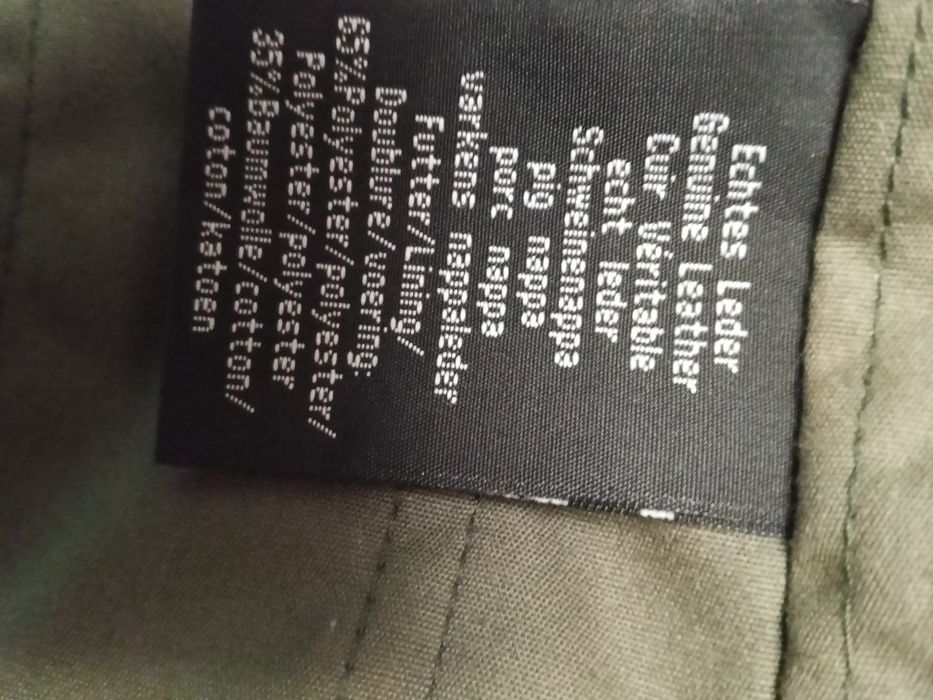 Echtes Leder
Genuine Leather
Cur Véritable
echt leder
Schweinenappa
pig nappa
porc nappa
varkens nappaleder
Futter/Lining/
Doublure/voering
65%Polyester/polyester/
Polyester/polyester
35%Baumwolle/cotton/
coton/katoen